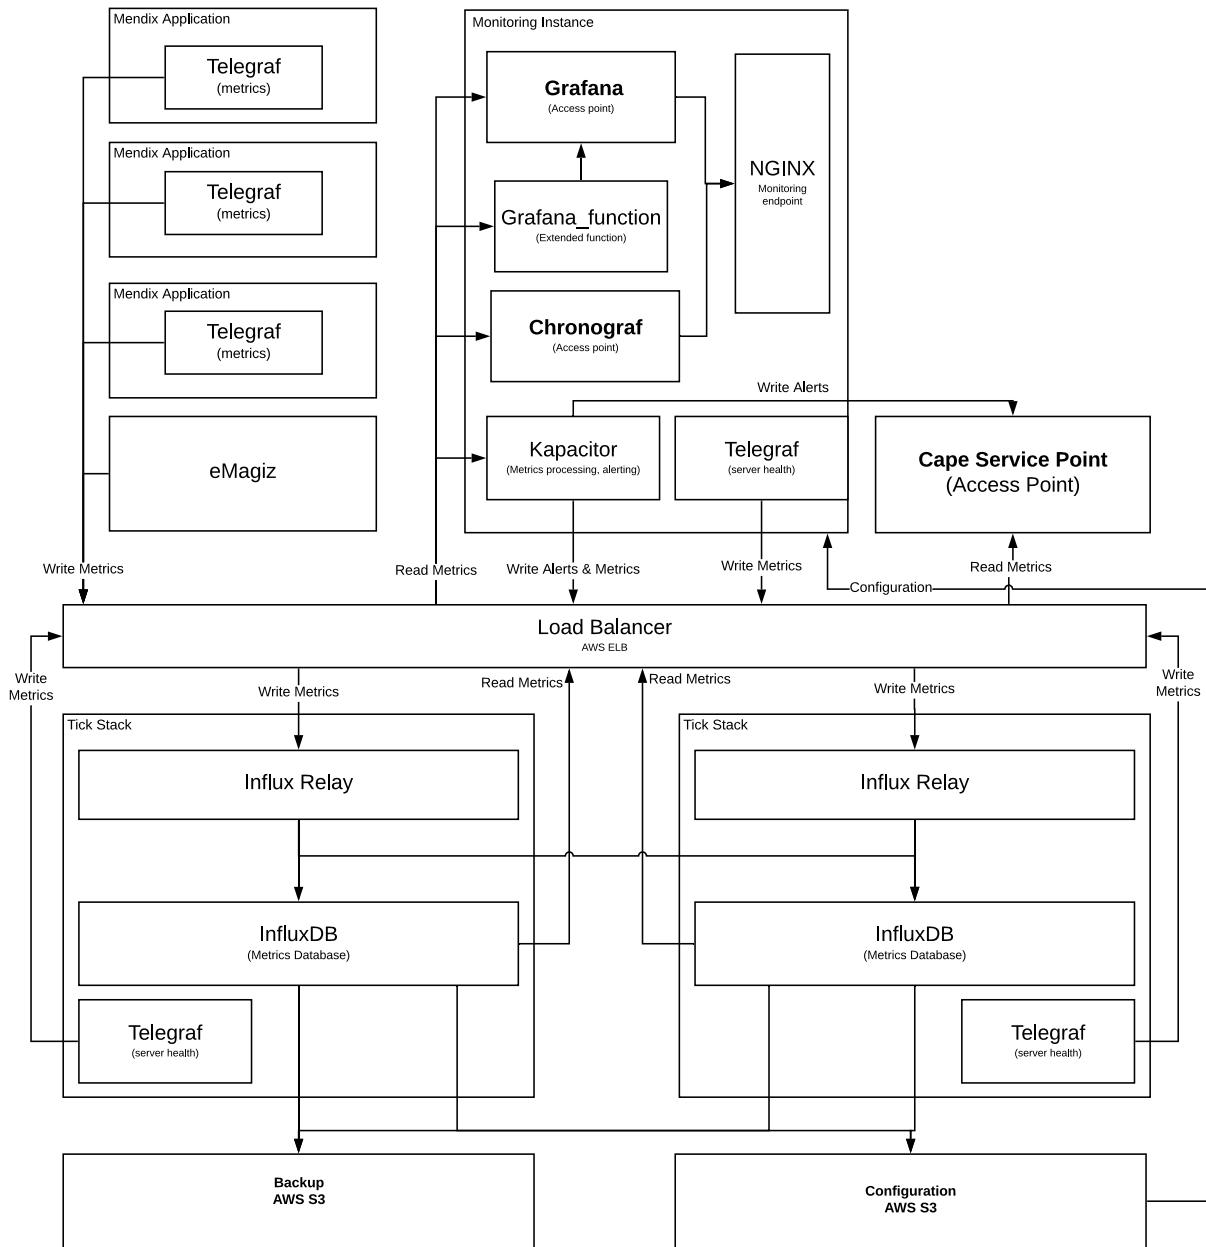 Mendix Application
Telegraf
(metrics)
Mendix Application
Telegraf
(metrics)
Mendix Application
Telegraf
(metrics)
eMagiz
Monitoring Instance
Grafana
(Access point)
Grafana_function
(Extended function)
Chronograf
(Access point)
NGINX
Monitoring
endpoint
Kapacitor
(Metrics processing, alerting)
Telegraf
(server health)
Write Alerts
Cape Service Point
(Access Point)
Write Metrics
Read Metrics
Write Alerts & Metrics
Write Metrics
Configuration
Read Metrics
Load Balancer
AWS ELB
Write
Metrics
Write Metrics
Read Metrics
Read Metrics
Write Metrics
Write
Metrics
Tick Stack
Influx Relay
InfluxDB
(Metrics Database)
Telegraf
(server health)
Tick Stack
Influx Relay
InfluxDB
(Metrics Database)
Telegraf
(server health)
Backup
AWS S3
Configuration
AWS S3